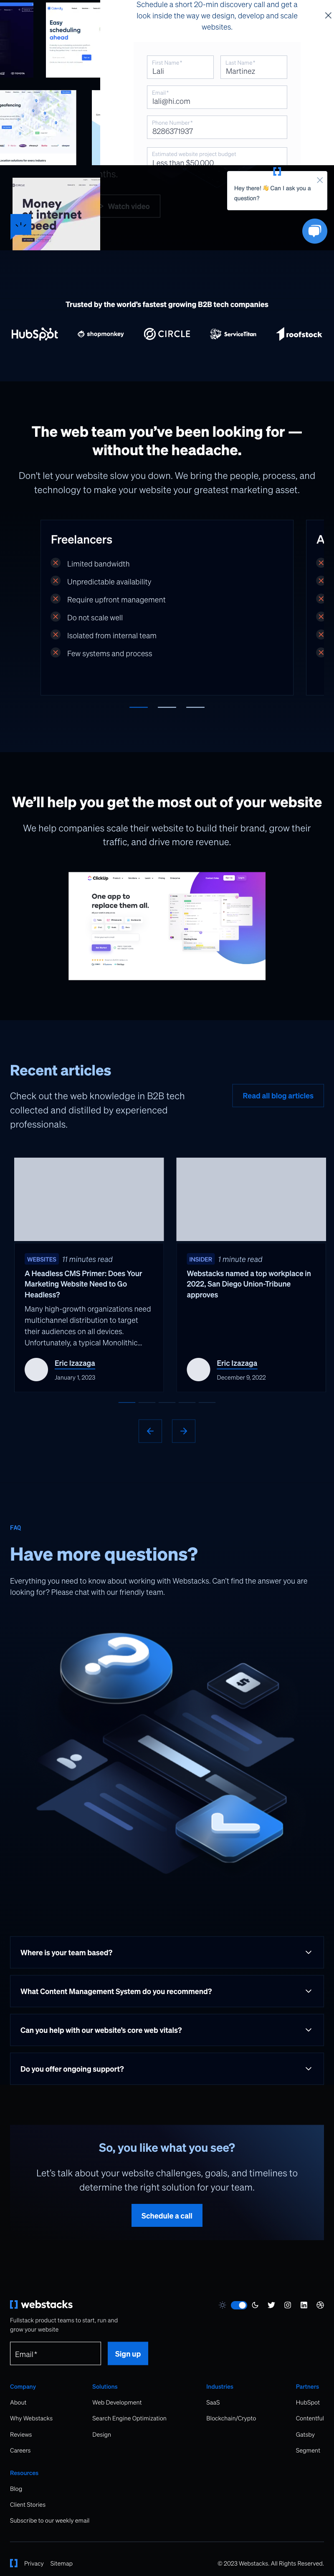 Schedule a short 20-min discovery call and get a
look inside the way we design, develop and scale
websites.
Easy
scheduling
ahead
First Name*
Lali
Last Name*
Martinez
Email*
lali@hi.com
Phone Number*
8286371937
Estimated website project budget
Less than $50,000
Watch video
Money
at internet
speed
Hey there! 👋 Can I ask you a
question?
Trusted by the world's fastest growing B2B tech companies
HubSpot
shopmonkey
CIRCLE
ServiceTitan
roofstock
The web team you've been looking for —
without the headache.
Don't let your website slow you down. We bring the people, process, and
technology to make your website your greatest marketing asset.
Freelancers
Limited bandwidth
Unpredictable availability
Require upfront management
Do not scale well
Isolated from internal team
Few systems and process
A
We'll help you get the most out of your website
We help companies scale their website to build their brand, grow their
traffic, and drive more revenue.
ClickUp
One app to
replace them all.
Recent articles
Check out the web knowledge in B2B tech
collected and distilled by experienced
professionals.
Read all blog articles
WEBSITES 11 minutes read
A Headless CMS Primer: Does Your
Marketing Website Need to Go
Headless?
Many high-growth organizations need
multichannel distribution to target
their audiences on all devices.
Unfortunately, a typical Monolithic...
Eric Izazaga
January 1, 2023
INSIDER 1 minute read
Webstacks named a top workplace in
2022, San Diego Union-Tribune
approves
Eric Izazaga
December 9, 2022
FAQ
Have more questions?
Everything you need to know about working with Webstacks. Can't find the answer you are
looking for? Please chat with our friendly team.
Where is your team based?
What Content Management System do you recommend?
Can you help with our website's core web vitals?
Do you offer ongoing support?
So, you like what you see?
Let's talk about your website challenges, goals, and timelines to
determine the right solution for your team.
Schedule a call
webstacks
Fullstack product teams to start, run and
grow your website
Email*
Sign up
Company
About
Why Webstacks
Reviews
Careers
Solutions
Web Development
Search Engine Optimization
Design
Industries
SaaS
Blockchain/Crypto
Partners
HubSpot
Contentful
Gatsby
Segment
Resources
Blog
Client Stories
Subscribe to our weekly email
Privacy
Sitemap
© 2023 Webstacks. All Rights Reserved.